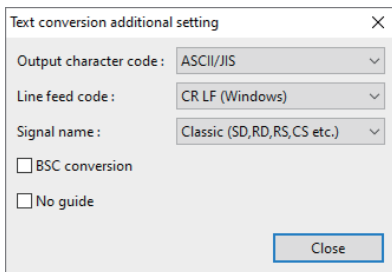 Text conversion additional setting
Output character code : ASCII/JIS
Line feed code : CR LF (Windows)
Signal name : Classic (SD,RD,RS,CS etc.)
BSC conversion
No guide
Close